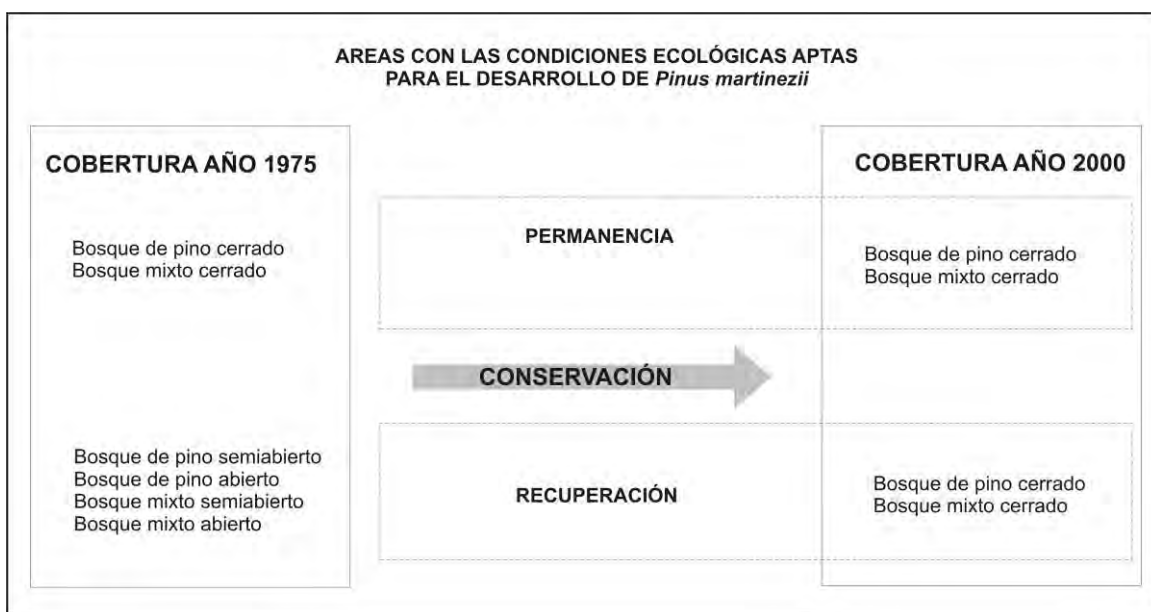 AREAS CON LAS CONDICIONES ECOLÓGICAS APTAS
PARA EL DESARROLLO DE Pinus martinezii
COBERTURA AÑO 1975
COBERTURA AÑO 2000
Bosque de pino cerrado
Bosque mixto cerrado
PERMANENCIA
Bosque de pino cerrado
Bosque mixto cerrado
CONSERVACIÓN
Bosque de pino semiabierto
Bosque de pino abierto
Bosque mixto semiabierto
Bosque mixto abierto
RECUPERACIÓN
Bosque de pino cerrado
Bosque mixto cerrado